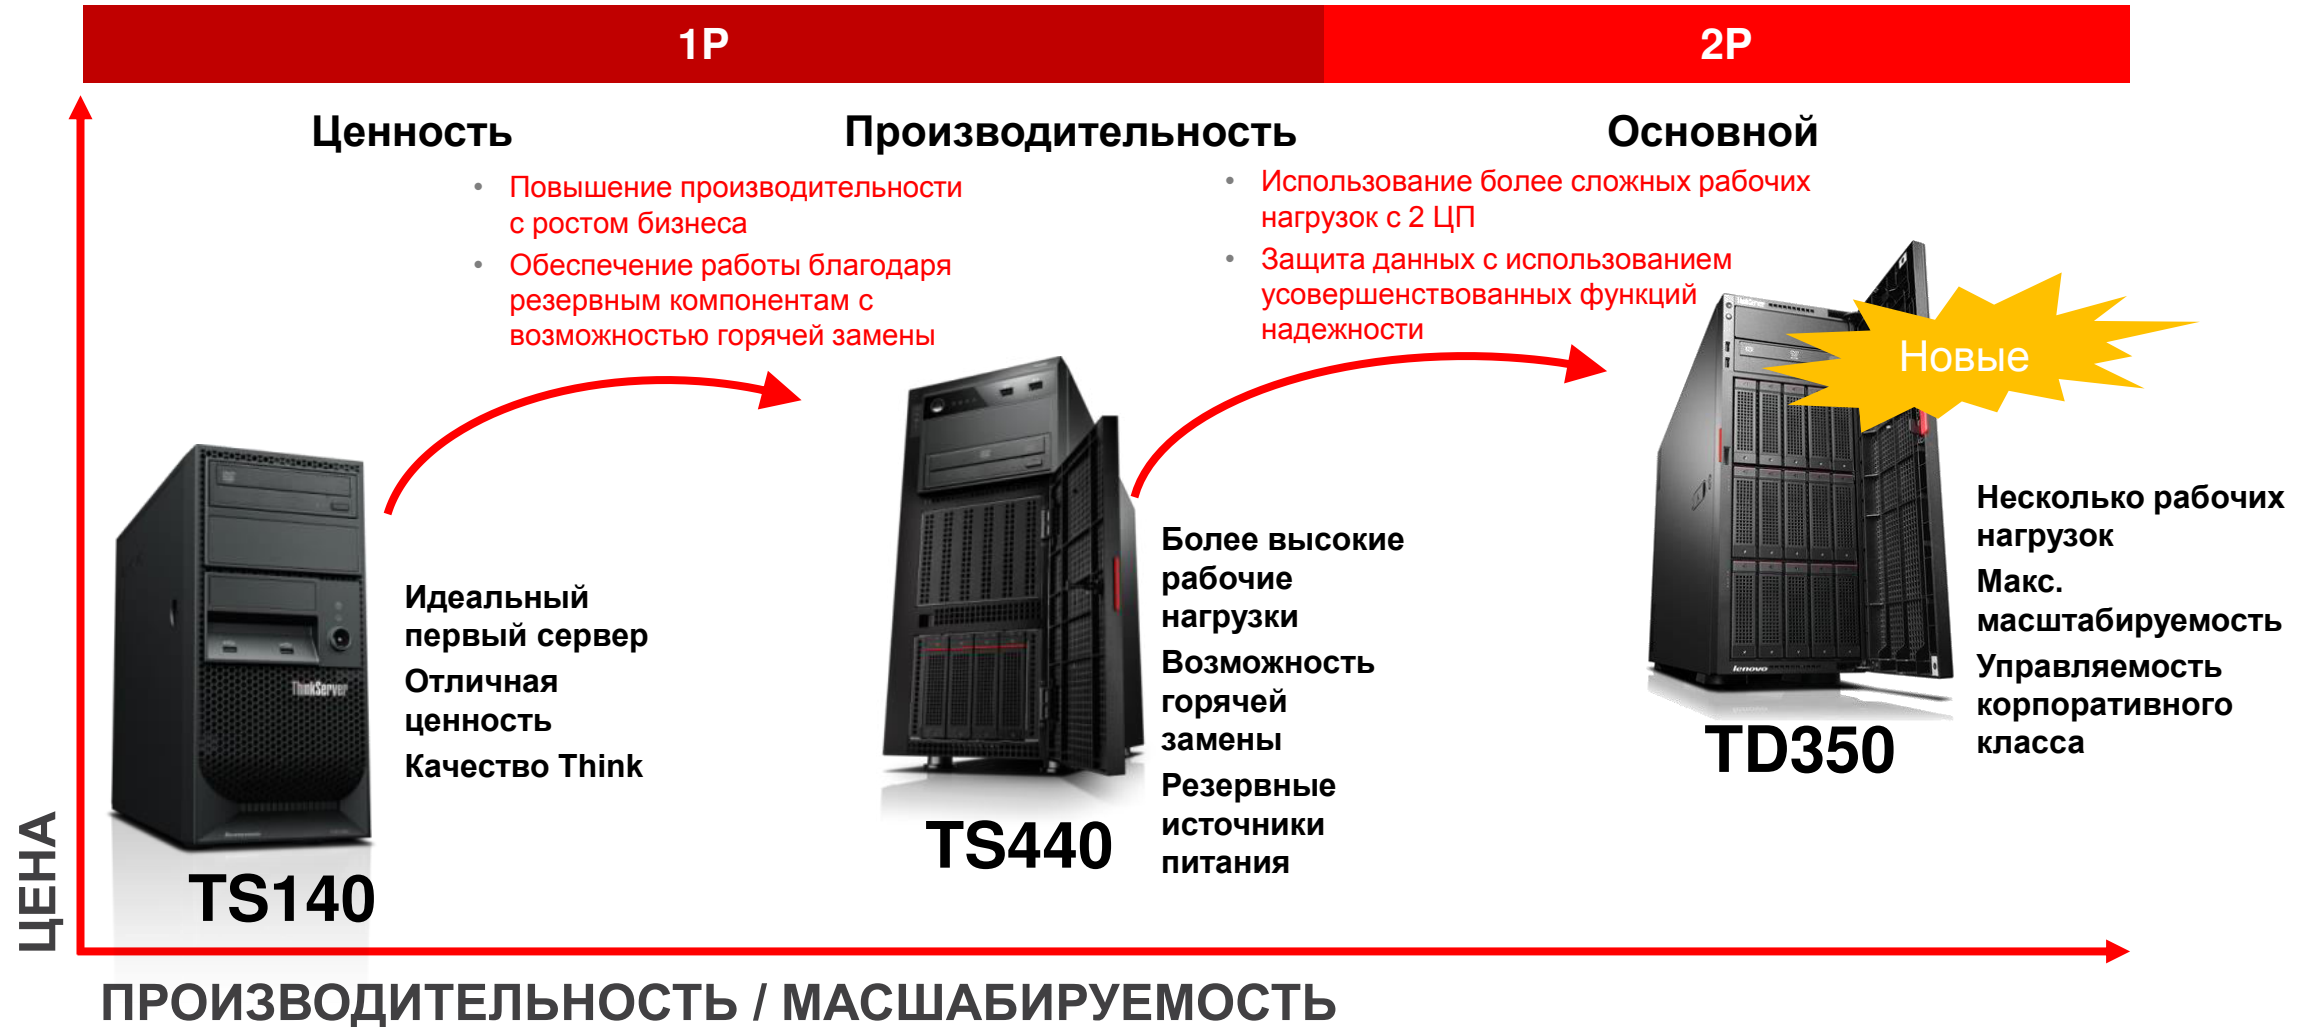 1P
2P
Ценность
Производительность
Основной
• Повышение производительности
с ростом бизнеса
• Обеспечение работы благодаря
резервным компонентам с
возможностью горячей замены
• Использование более сложных рабочих
нагрузок с 2 ЦП
• Защита данных с использованием
усовершенствованных функций
надежности
Новые
Идеальный
первый сервер
Отличная
ценность
Качество Think
ThinkServer
TS140
Более высокие
рабочие
нагрузки
Возможность
горячей
замены
Резервные
источники
питания
TS440
Несколько рабочих
нагрузок
Макс.
масштабируемость
Управляемость
корпоративного
класса
lenovo
TD350
ЦЕНА
ПРОИЗВОДИТЕЛЬНОСТЬ / МАСШАБИРУЕМОСТЬ